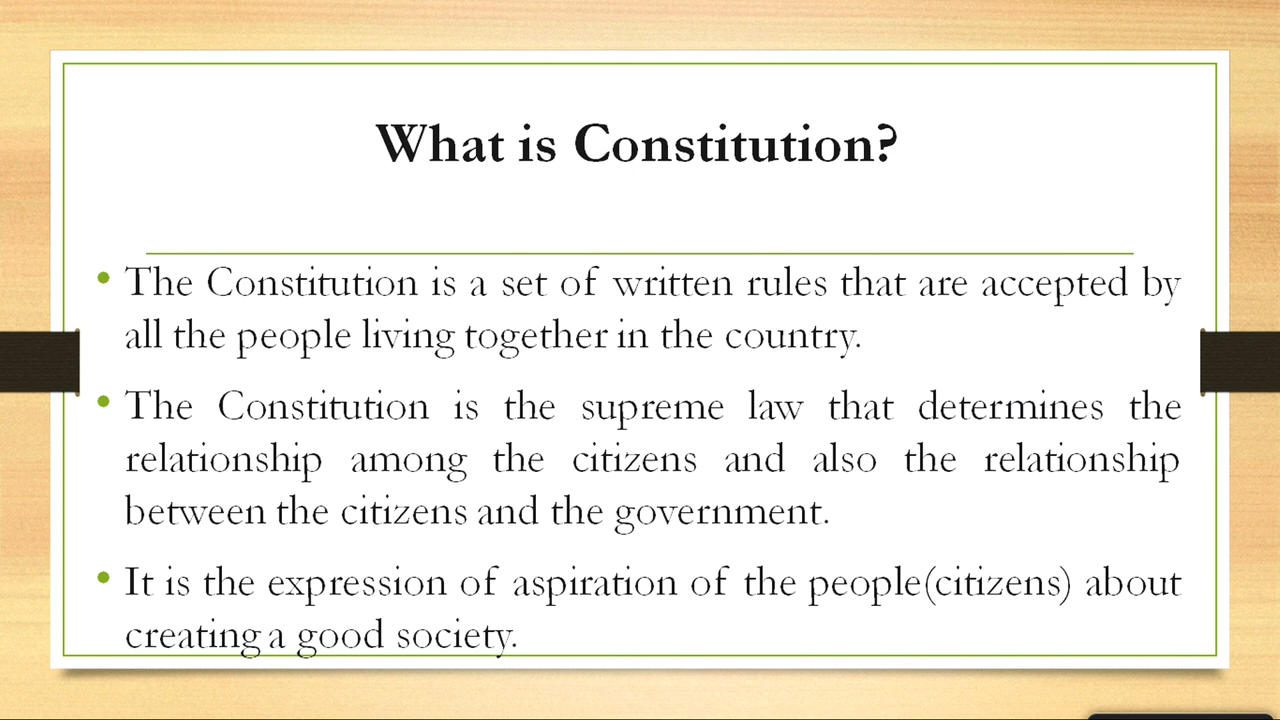 What is Constitution?
• The Constitution is a set of written rules that are accepted by
all the people living together in the country.
• The Constitution is the supreme law that determines the
relationship among the citizens and also the relationship
between the citizens and the government.
• It is the expression of aspiration of the people(citizens) about
creating a good society.